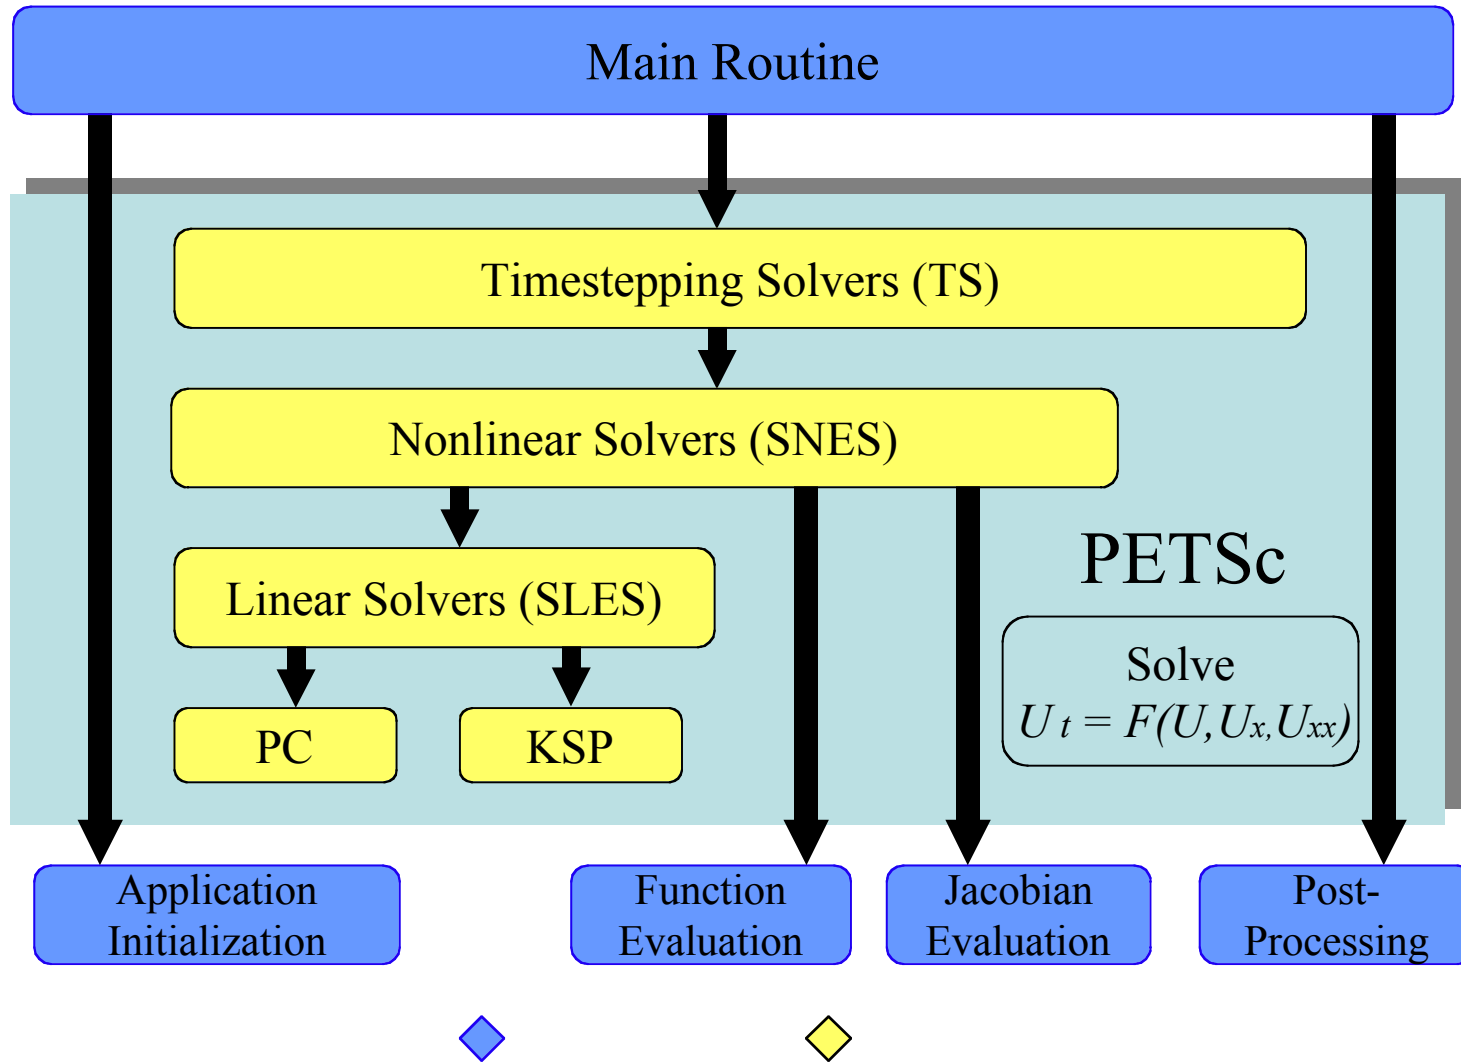 Main Routine
Timestepping Solvers (TS)
Nonlinear Solvers (SNES)
Linear Solvers (SLES)
PC
KSP
PETSc
Solve
U t = F(U,Ux,Uxx)
Application
Initialization
Function
Evaluation
Jacobian
Evaluation
Post-
Processing